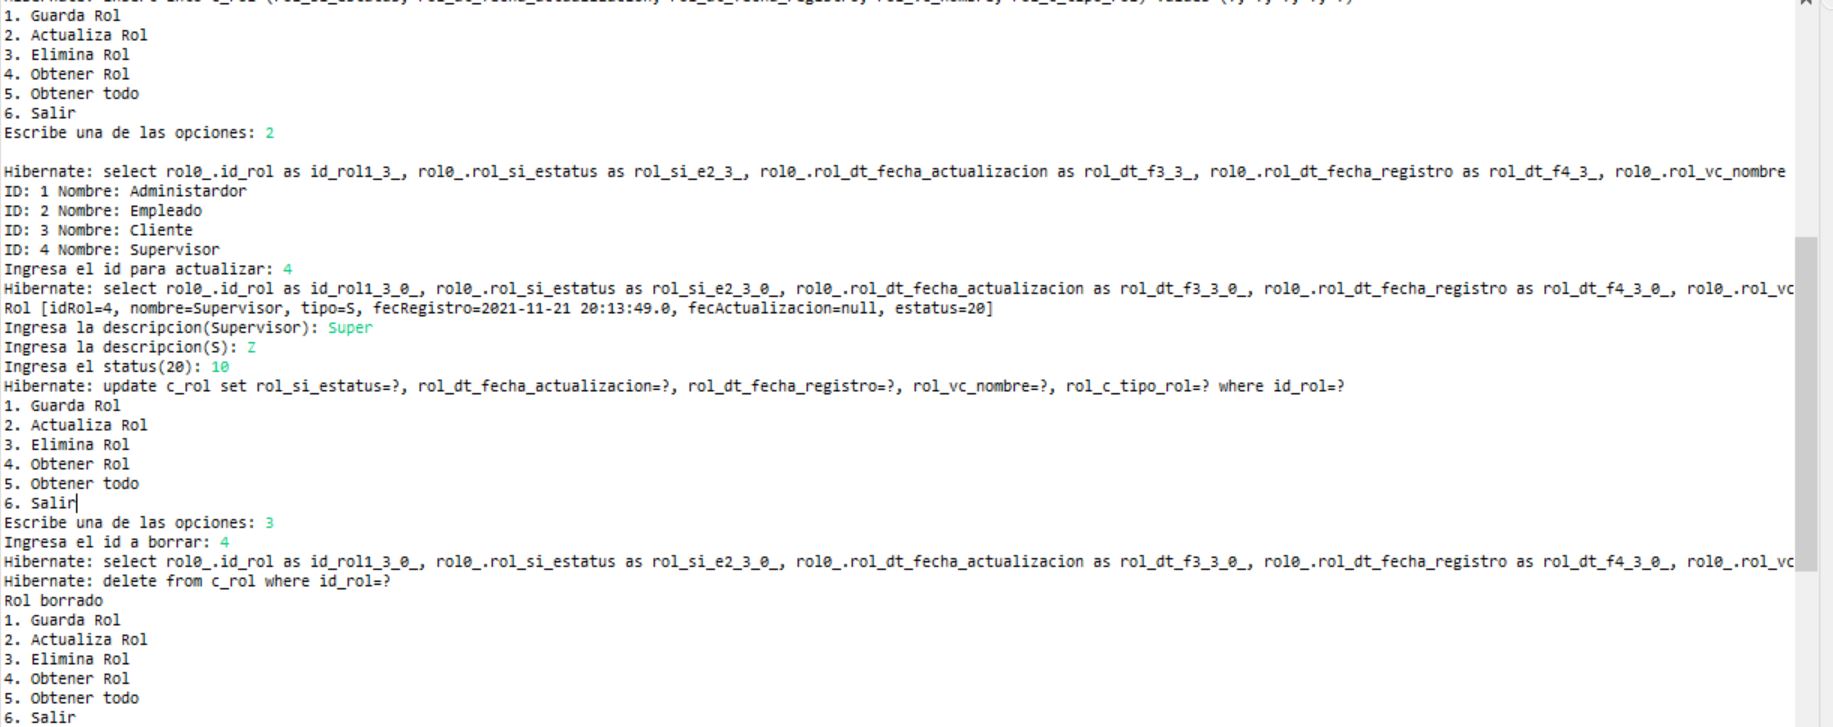 Hibernate: insert into c_rol (rol_si_estatus, rol_dt_fecha_actualizacion, rol_dt_fecha_registro, rol_vc_nombre, rol_c_tipo_rol) values (?, ?, ?, ?, ?)
1. Guarda Rol
2. Actualiza Rol
3. Elimina Rol
4. Obtener Rol
5. Obtener todo
6. Salir
Escribe una de las opciones: 2
Hibernate: select rol0_.id_rol as id_rol1_3_, rol0_.rol_si_estatus as rol_si_e2_3_, rol0_.rol_dt_fecha_actualizacion as rol_dt_f3_3_, rol0_.rol_dt_fecha_registro as rol_dt_f4_3_, rol0_.rol_vc_nombre
ID: 1 Nombre: Administardor
ID: 2 Nombre: Empleado
ID: 3 Nombre: Cliente
ID: 4 Nombre: Supervisor
Ingresa el id para actualizar: 4
Hibernate: select rol0_.id_rol as id_rol1_3_0_, rol0_.rol_si_estatus as rol_si_e2_3_0_, rol0_.rol_dt_fecha_actualizacion as rol_dt_f3_3_0_, rol0_.rol_dt_fecha_registro as rol_dt_f4_3_0_, rol0_.rol_vc
Rol [idRol=4, nombre=Supervisor, tipo=S, fecRegistro=2021-11-21 20:13:49.0, fecActualizacion=null, estatus=20]
Ingresa la descripcion(Supervisor): Super
Ingresa la descripcion(S): Z
Ingresa el status(20): 10
Hibernate: update c_rol set rol_si_estatus=?, rol_dt_fecha_actualizacion=?, rol_dt_fecha_registro=?, rol_vc_nombre=?, rol_c_tipo_rol=? where id_rol=?
1. Guarda Rol
2. Actualiza Rol
3. Elimina Rol
4. Obtener Rol
5. Obtener todo
6. Salir
Escribe una de las opciones: 3
Ingresa el id a borrar: 4
Hibernate: select rol0_.id_rol as id_rol1_3_0_, rol0_.rol_si_estatus as rol_si_e2_3_0_, rol0_.rol_dt_fecha_actualizacion as rol_dt_f3_3_0_, rol0_.rol_dt_fecha_registro as rol_dt_f4_3_0_, rol0_.rol_vc
Hibernate: delete from c_rol where id_rol=?
Rol borrado
1. Guarda Rol
2. Actualiza Rol
3. Elimina Rol
4. Obtener Rol
5. Obtener todo
6. Salir